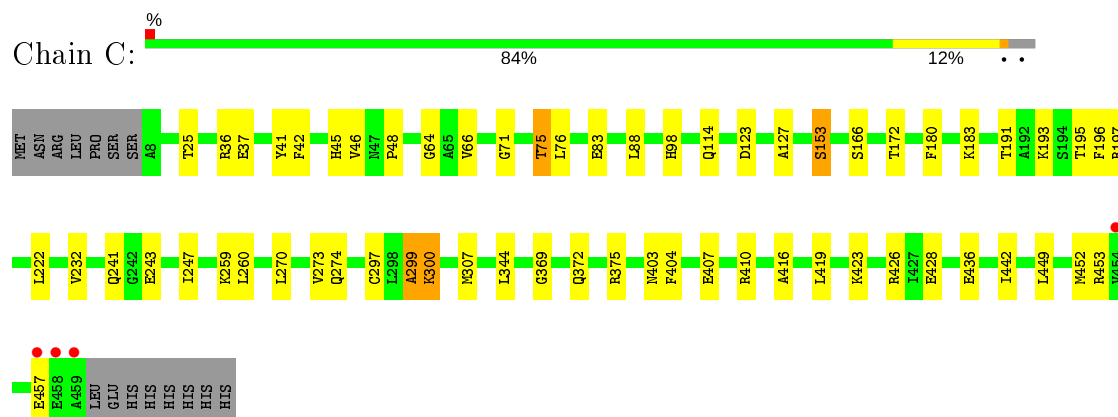 %
Chain C:
84% 12% • •
MET ASN ARG LEU PRO SER SER A8 T25 R36 E37 Y41 F42 H45 V46 N47 P48 G64 A65 V66 G71 T75 L76 E83 L88 H98 Q114 D123 A127 S153 S166 T172 F180 K183 T191 A192 K193 S194 T195 F196 R197
L222 V232 Q241 G242 E243 I247 K259 L260 L270 V273 Q274 C297 L298 A299 K300 M307 L344 G369 Q372 R375 N403 F404 E407 R410 A416 L419 K423 R426 I427 E428 E436 I442 L449 M452 R453 V454
E457 E458 A459 LEU GLU HIS HIS HIS HIS HIS HIS